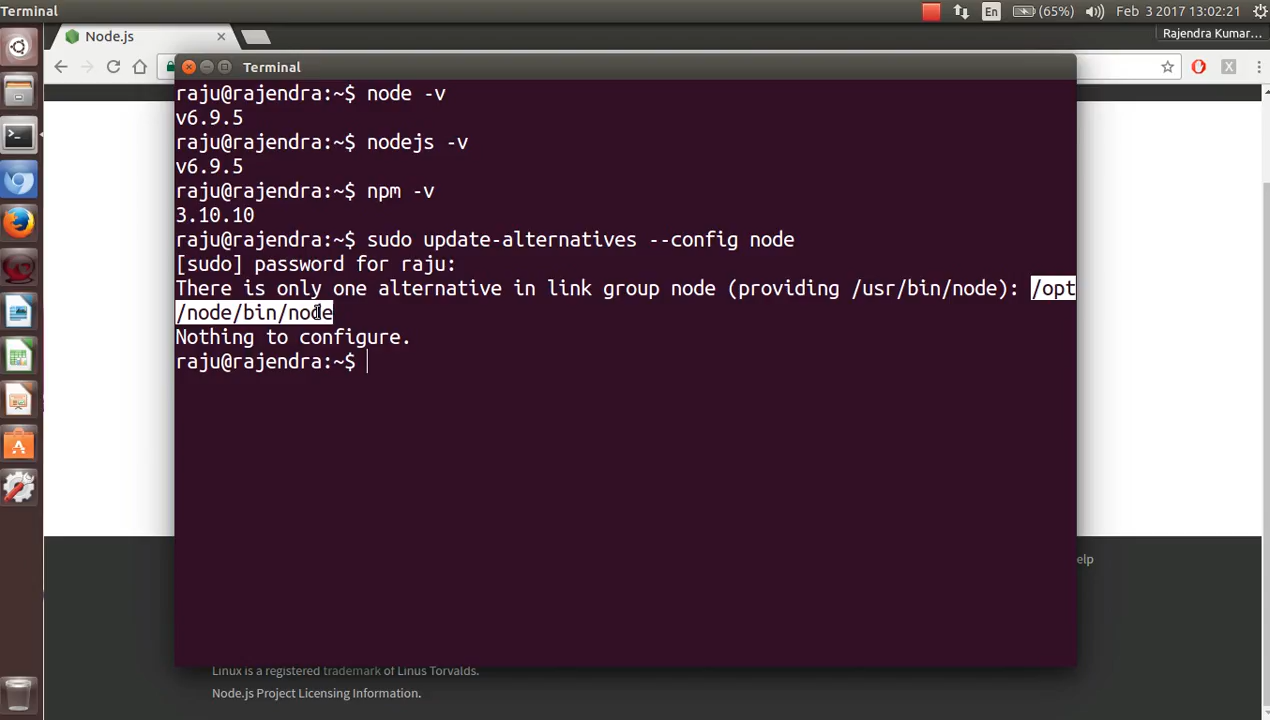 Terminal
En
(65%)
Feb 3 2017 13:02:21
Node.js
Rajendra Kumar...
Terminal
raju@rajendra:~$ node -v
v6.9.5
raju@rajendra:~$ nodejs -v
v6.9.5
raju@rajendra:~$ npm -v
3.10.10
raju@rajendra:~$ sudo update-alternatives --config node
[sudo] password for raju:
There is only one alternative in link group node (providing /usr/bin/node): /opt
/node/bin/node
Nothing to configure.
raju@rajendra:~$
elp
Linux is a registered trademark of Linus Torvalds.
Node.js Project Licensing Information.